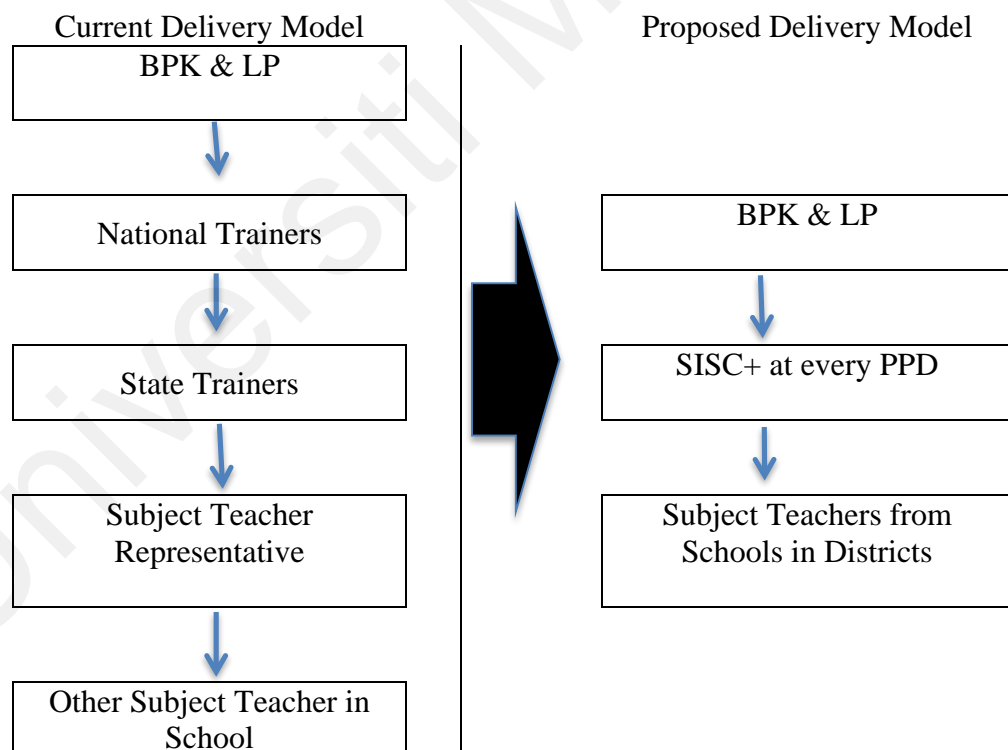 Current Delivery Model
BPK & LP
National Trainers
State Trainers
Subject Teacher
Representative
Other Subject Teacher in
School
Proposed Delivery Model
BPK & LP
SISC+ at every PPD
Subject Teachers from
Schools in Districts
Universiti M